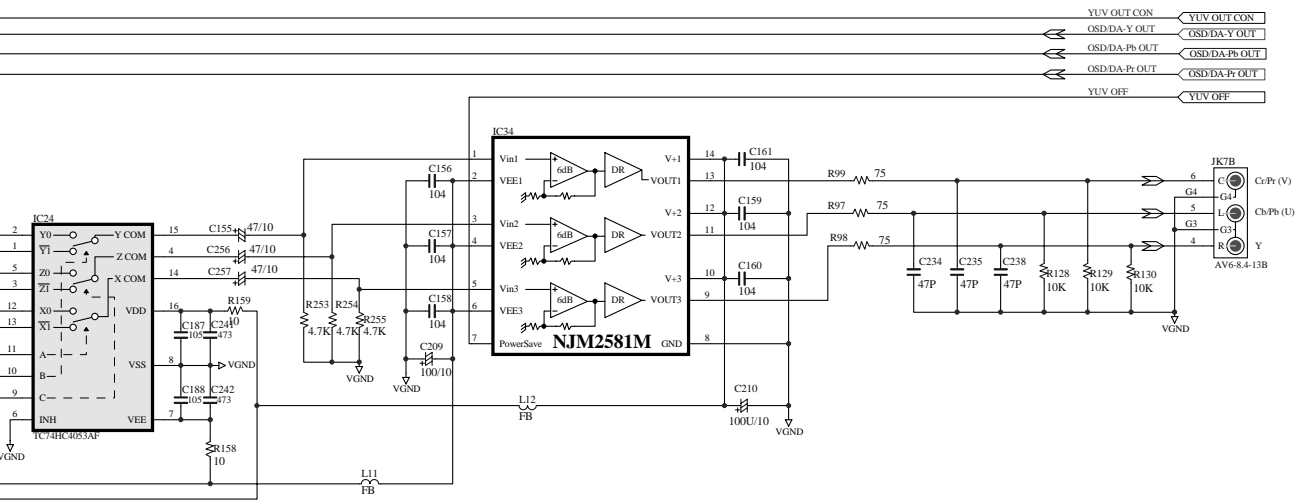 YUV OUT CON YUV OUT CON
OSD/DA-Y OUT OSD/DA-Y OUT
OSD/DA-Pb OUT OSD/DA-Pb OUT
OSD/DA-Pr OUT OSD/DA-Pr OUT
YUV OFF YUV OFF
IC34
1 Vin1 6dB DR V+1 14 C161 104
C156 104 2 VEE1 VOUT1 13 R99 75
3 Vin2 6dB DR V+2 12 C159 104
C157 104 4 VEE2 VOUT2 11 R97 75
5 Vin3 6dB DR V+3 10 C160 104
C158 104 6 VEE3 VOUT3 9 R98 75
7 PowerSave NJM2581M GND 8
C209 100/10
VGND
JK7B
6 C Cr/Pr (V)
G4 G4
5 L Cb/Pb (U)
G3 G3
4 R Y
AV6-8.4-13B
C234 47P
C235 47P
C238 47P
R128 10K
R129 10K
R130 10K
VGND
IC24
2 Y0 Y COM 15 C155 47/10
1 Y1
Z COM 4 C256 47/10
5 Z0
3 Z1 X COM 14 C257 47/10
12 X0 VDD 16 R159 10
13 X1
11 A
10 B VSS 8 VGND
9 C
6 INH VEE 7
TC74HC4053AF
VGND
C187 105
C241 473
C188 105
C242 473
R158 10
R253 4.7K
R254 4.7K
R255 4.7K
VGND
L12 FB
C210 100U/10
VGND
L11 FB